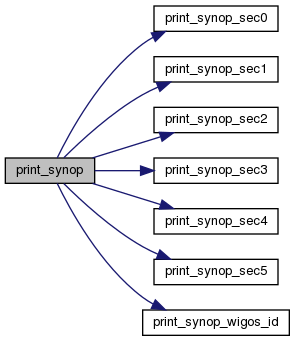 print_synop_sec0
print_synop_sec1
print_synop_sec2
print_synop
print_synop_sec3
print_synop_sec4
print_synop_sec5
print_synop_wigos_id